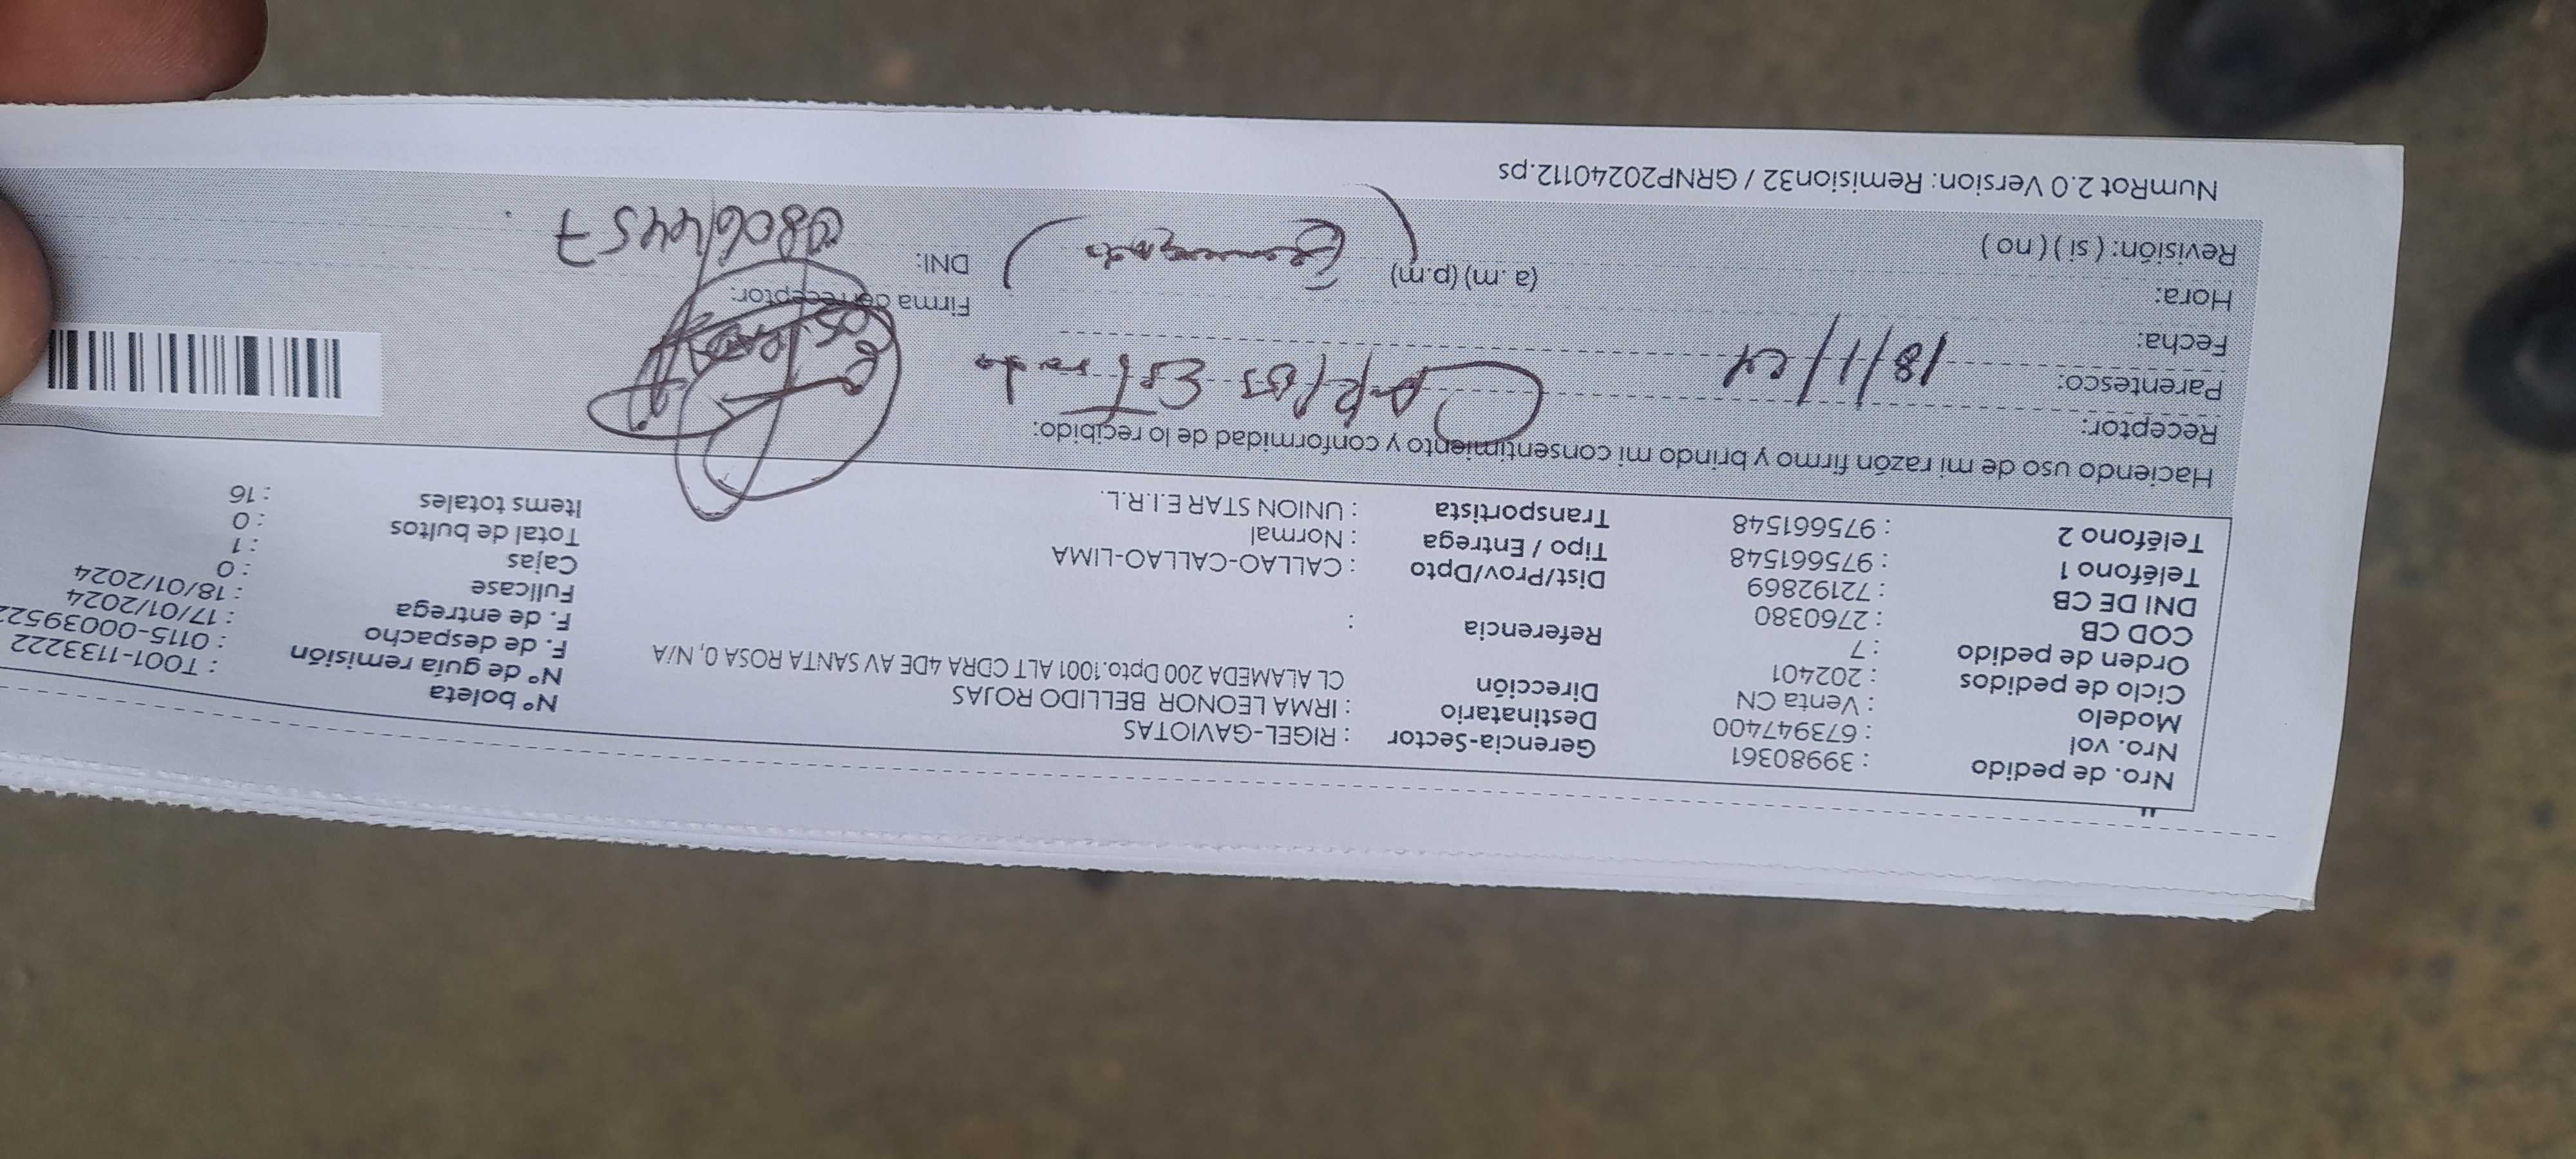 Nro. de pedido : 39980361 Gerencia-Sector : RIGEL-GAVIOTAS Nº boleta : T001-1133222
Nro. vol : 673947400 Destinatario : IRMA LEONOR BELLIDO ROJAS Nº de guía remisión : 0115-00039522
Modelo : Venta CN Dirección CL ALAMEDA 200 Dpto.1001 ALT CDRA 4DE AV SANTA ROSA 0, N/A F. de despacho : 17/01/2024
Ciclo de pedidos : 202401 Referencia : F. de entrega : 18/01/2024
Orden de pedido : 7 Dist/Prov/Dpto : CALLAO-CALLAO-LIMA Fullcase : 0
COD CB : 2760380 Tipo / Entrega : Normal Cajas : 1
DNI DE CB : 72192869 Transportista : UNION STAR E.I.R.L. Total de bultos : 0
Teléfono 1 : 975661548 Items totales : 16
Teléfono 2 : 975661548
Haciendo uso de mi razón firmo y brindo mi consentimiento y conformidad de lo recibido:
Receptor: Carlos Estrada
Parentesco:
Fecha: 18/1/24
Hora: (a.m) (p.m) Firma de receptor:
Revisión: ( si ) ( no ) DNI:
NumRot 2.0 Version: Remision32 / GRNP20240112.ps